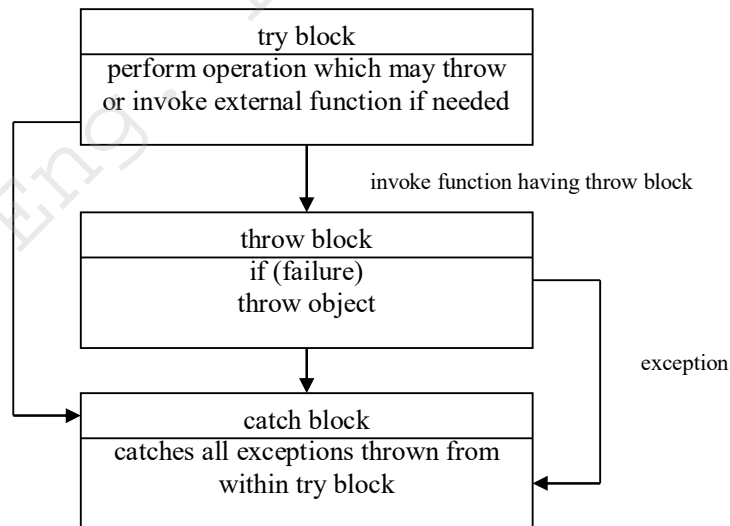 try block
perform operation which may throw
or invoke external function if needed
invoke function having throw block
throw block
if (failure)
throw object
exception
catch block
catches all exceptions thrown from
within try block
Eng.